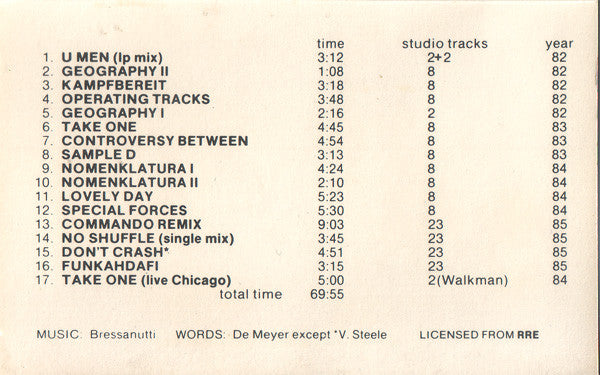 time studio tracks year
1. U MEN (lp mix) 3:12 2+2 82
2. GEOGRAPHY II 1:08 8 82
3. KAMPFBEREIT 3:18 8 82
4. OPERATING TRACKS 3:48 8 82
5. GEOGRAPHY I 2:16 2 82
6. TAKE ONE 4:45 8 83
7. CONTROVERSY BETWEEN 4:54 8 83
8. SAMPLE D 3:13 8 83
9. NOMENKLATURA I 4:24 8 84
10. NOMENKLATURA II 2:10 8 84
11. LOVELY DAY 5:23 8 84
12. SPECIAL FORCES 5:30 8 84
13. COMMANDO REMIX 9:03 23 85
14. NO SHUFFLE (single mix) 3:45 23 85
15. DON'T CRASH* 4:51 23 85
16. FUNKAHDAFI 3:15 23 85
17. TAKE ONE (live Chicago) 5:00 2(Walkman) 84
total time 69:55
MUSIC: Bressanutti WORDS: De Meyer except *V. Steele LICENSED FROM RRE